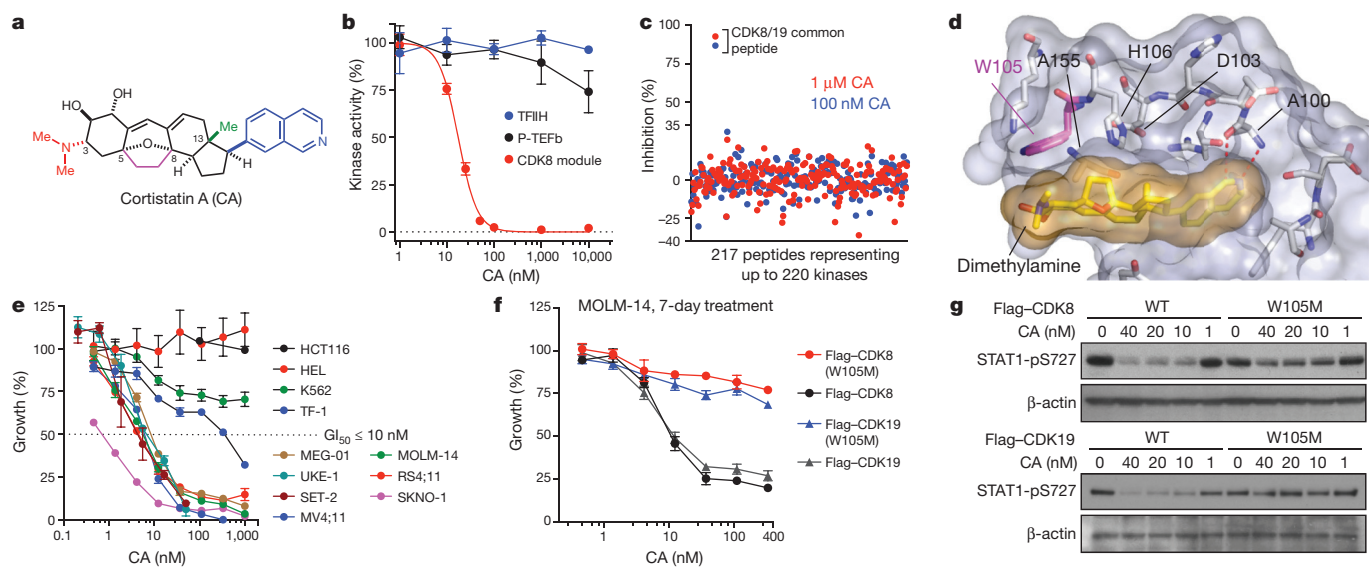 a
HO
OH
Me
N
Me
3
5
O
8
13
Me
H
H
N
Cortistatin A (CA)
b
Kinase activity (%)
100
75
50
25
0
TFIIH
P-TEFb
CDK8 module
1
10
100
1,000
10,000
CA (nM)
c
CDK8/19 common
peptide
1 μM CA
100 nM CA
Inhibition (%)
100
75
50
25
0
−25
−40
217 peptides representing
up to 220 kinases
d
W105
A155
H106
D103
A100
Dimethylamine
e
Growth (%)
125
100
75
50
25
0
HCT116
HEL
K562
TF-1
GI50 ≤ 10 nM
MEG-01
MOLM-14
UKE-1
RS4;11
SET-2
SKNO-1
MV4;11
0.1
1
10
100
1,000
CA (nM)
f
MOLM-14, 7-day treatment
Growth (%)
125
100
75
50
25
0
Flag–CDK8
(W105M)
Flag–CDK8
Flag–CDK19
(W105M)
Flag–CDK19
1
10
100
400
CA (nM)
g
Flag–CDK8
WT
W105M
CA (nM)
0 40 20 10 1 0 40 20 10 1
STAT1-pS727
β-actin
Flag–CDK19
WT
W105M
CA (nM)
0 40 20 10 1 0 40 20 10 1
STAT1-pS727
β-actin